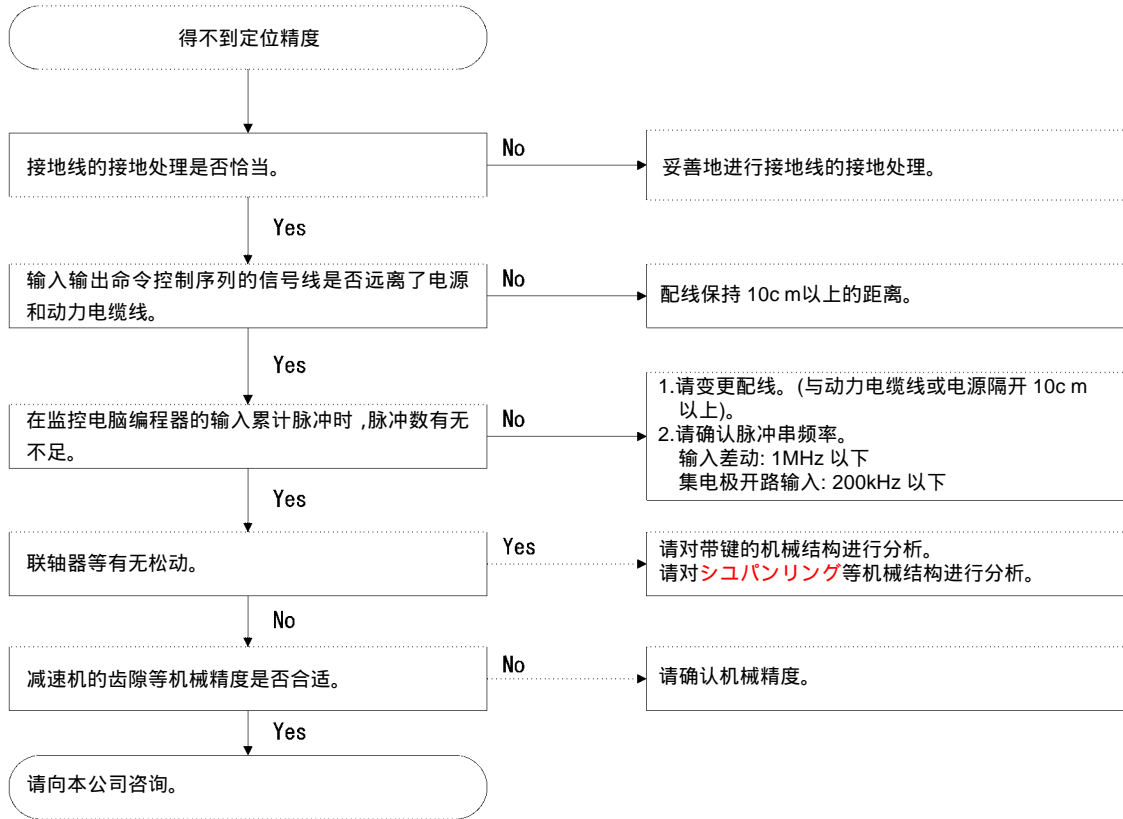 得不到定位精度
接地线的接地处理是否恰当。
No
妥善地进行接地线的接地处理。
Yes
输入输出命令控制序列的信号线是否远离了电源
和动力电缆线。
No
配线保持 10c m以上的距离。
Yes
在监控电脑编程器的输入累计脉冲时 ,脉冲数有无
不足。
No
1.请变更配线。(与动力电缆线或电源隔开 10c m
以上)。
2.请确认脉冲串频率。
输入差动: 1MHz 以下
集电极开路输入: 200kHz 以下
Yes
联轴器等有无松动。
Yes
请对带键的机械结构进行分析。
请对シユパンリング等机械结构进行分析。
No
减速机的齿隙等机械精度是否合适。
No
请确认机械精度。
Yes
请向本公司咨询。